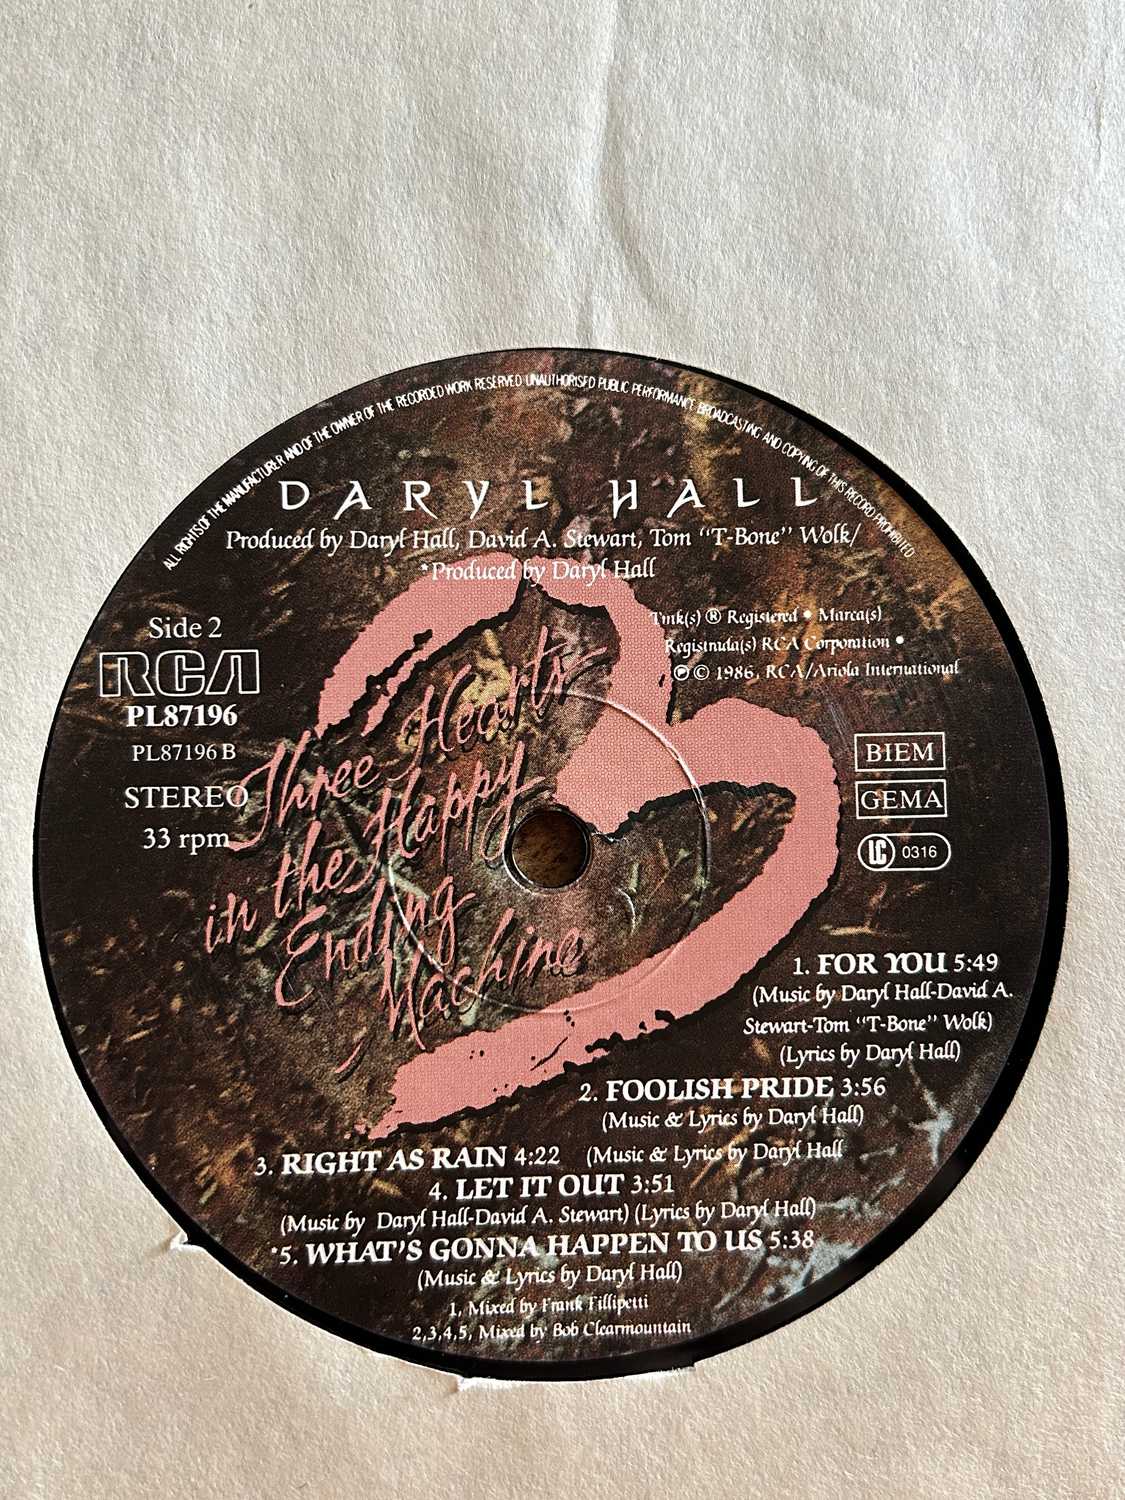 ALL RIGHTS OF THE MANUFACTURER AND OF THE OWNER OF THE RECORDED WORK RESERVED UNAUTHORISED PUBLIC PERFORMANCE BROADCASTING AND COPYING OF THIS RECORD PROHIBITED
DARYL HALL
Produced by Daryl Hall, David A. Stewart, Tom "T-Bone" Wolk/
*Produced by Daryl Hall
Tmk(s) ® Registered • Marca(s)
Registrada(s) RCA Corporation •
℗ © 1986, RCA/Ariola International
Side 2
RCA
PL87196
PL87196 B
STEREO
33 rpm
Three Hearts
in the Happy
Ending
Machine
BIEM
GEMA
LC 0316
1. FOR YOU 5:49
(Music by Daryl Hall-David A.
Stewart-Tom "T-Bone" Wolk)
(Lyrics by Daryl Hall)
2. FOOLISH PRIDE 3:56
(Music & Lyrics by Daryl Hall)
3. RIGHT AS RAIN 4:22 (Music & Lyrics by Daryl Hall
4. LET IT OUT 3:51
(Music by Daryl Hall-David A. Stewart) (Lyrics by Daryl Hall)
*5. WHAT'S GONNA HAPPEN TO US 5:38
(Music & Lyrics by Daryl Hall)
1, Mixed by Frank Fillipetti
2,3,4,5, Mixed by Bob Clearmountain